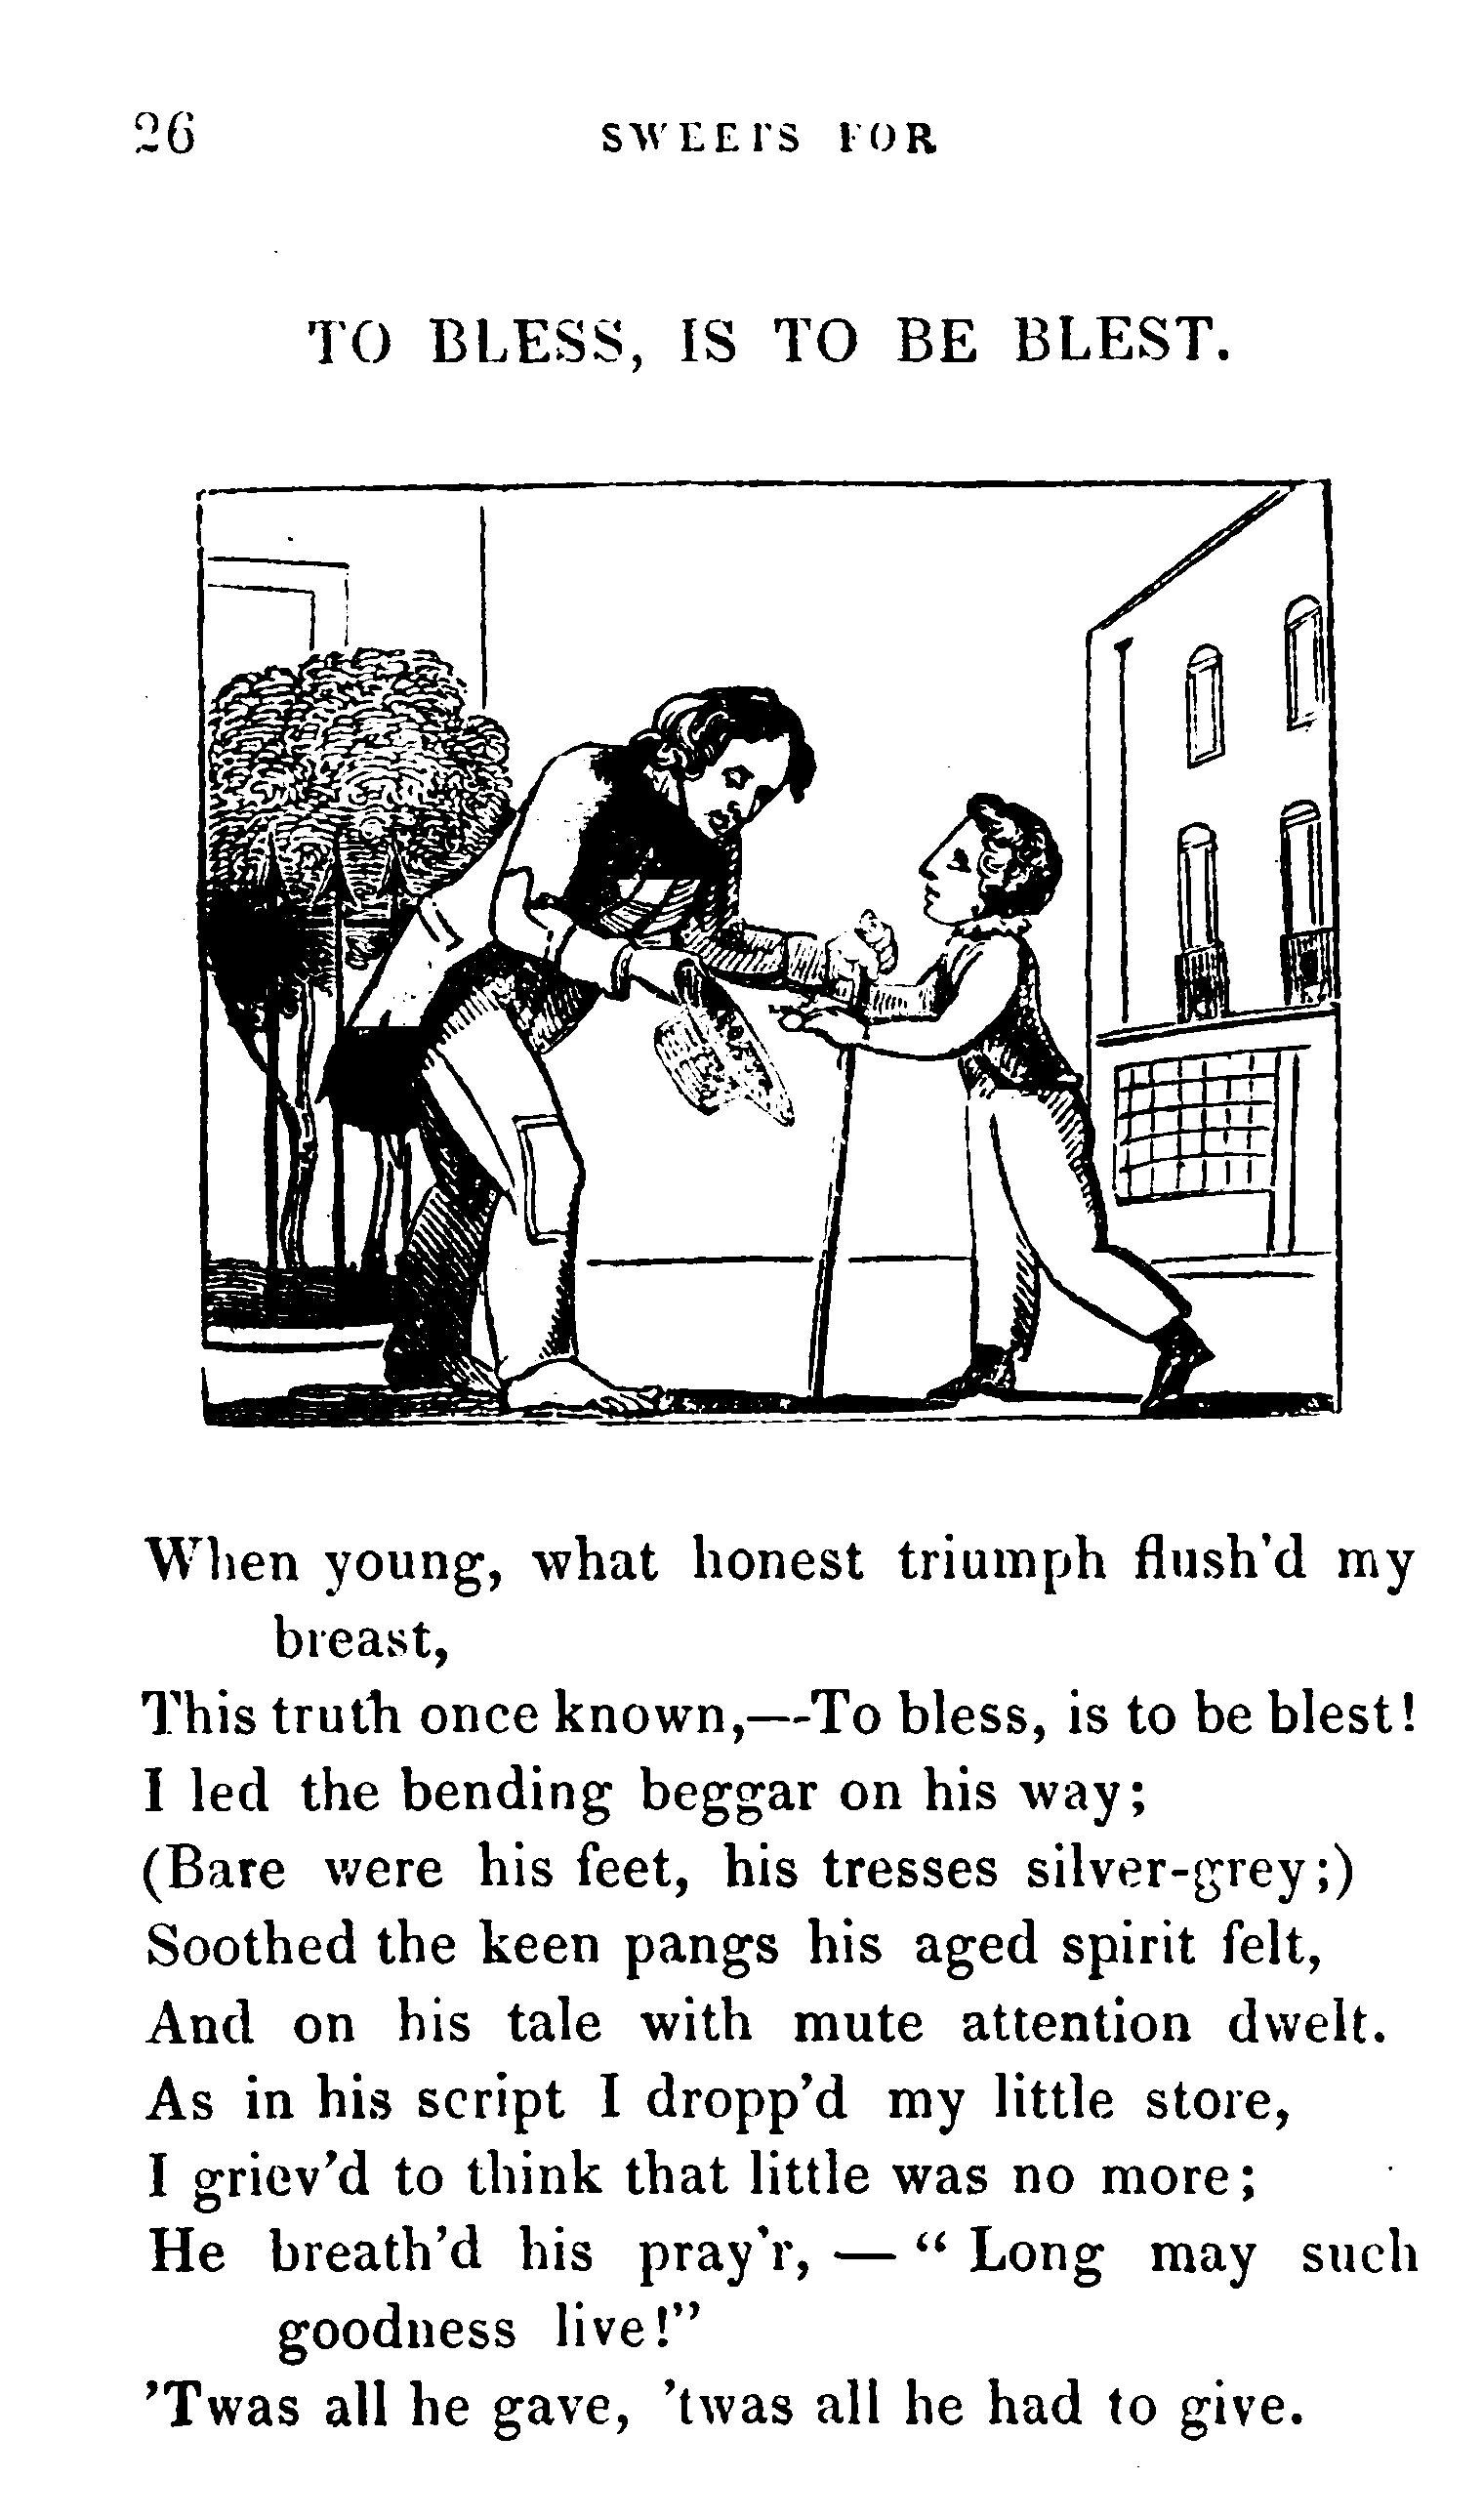 26 SWEETS FOR
TO BLESS, IS TO BE BLEST.
When young, what honest triumph flush'd my
breast,
This truth once known,—-To bless, is to be blest!
I led the bending beggar on his way;
(Bare were his feet, his tresses silver-grey;)
Soothed the keen pangs his aged spirit felt,
And on his tale with mute attention dwelt.
As in his script I dropp'd my little store,
I griev'd to think that little was no more;
He breath'd his pray'r, — “ Long may such
goodness live!”
’Twas all he gave, ’twas all he had to give.